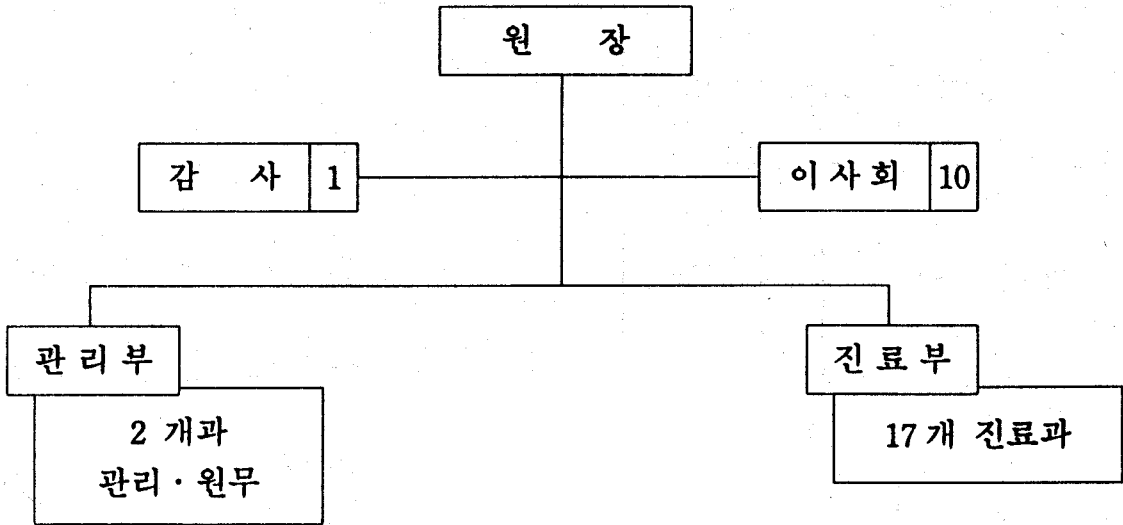 원 장
감 사 1
이사회 10
관리부
진료부
2 개과
관리 · 원무
17개 진료과